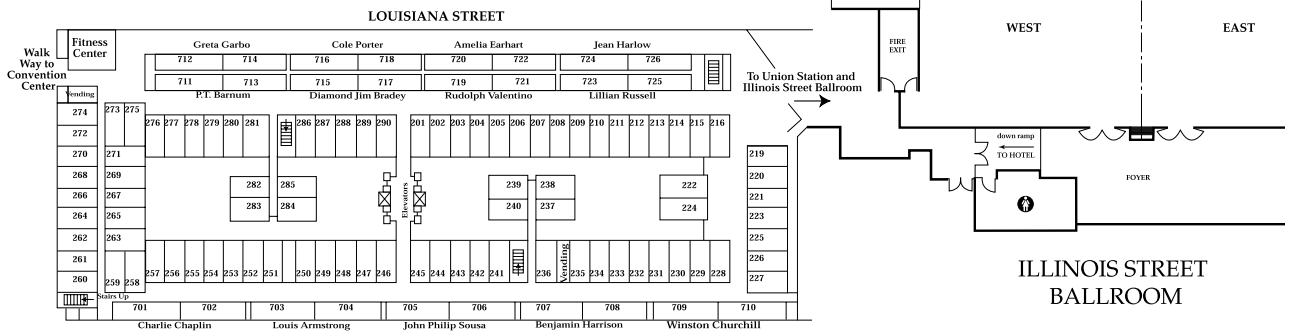 LOUISIANA STREET
Walk
Way to
Convention
Center
Fitness
Center
Greta Garbo
Cole Porter
Amelia Earhart
Jean Harlow
712 714 716 718 720 722 724 726
711 713 715 717 719 721 723 725
P.T. Barnum
Diamond Jim Bradey
Rudolph Valentino
Lillian Russell
To Union Station and
Illinois Street Ballroom
Vending
274
272
270
268
266
264
262
261
260
Stairs Up
273 275
271
269
267
265
263
259 258
276 277 278 279 280 281 286 287 288 289 290
201 202 203 204 205 206 207 208 209 210 211 212 213 214 215 216
282 285
283 284
Elevators
239 238
240 237
222
224
219
220
221
223
225
226
227
257 256 255 254 253 252 251 250 249 248 247 246
245 244 243 242 241 236 Vending 235 234 233 232 231 230 229 228
701 702 703 704 705 706 707 708 709 710
Charlie Chaplin
Louis Armstrong
John Philip Sousa
Benjamin Harrison
Winston Churchill
FIRE
EXIT
WEST
EAST
down ramp
TO HOTEL
FOYER
ILLINOIS STREET
BALLROOM